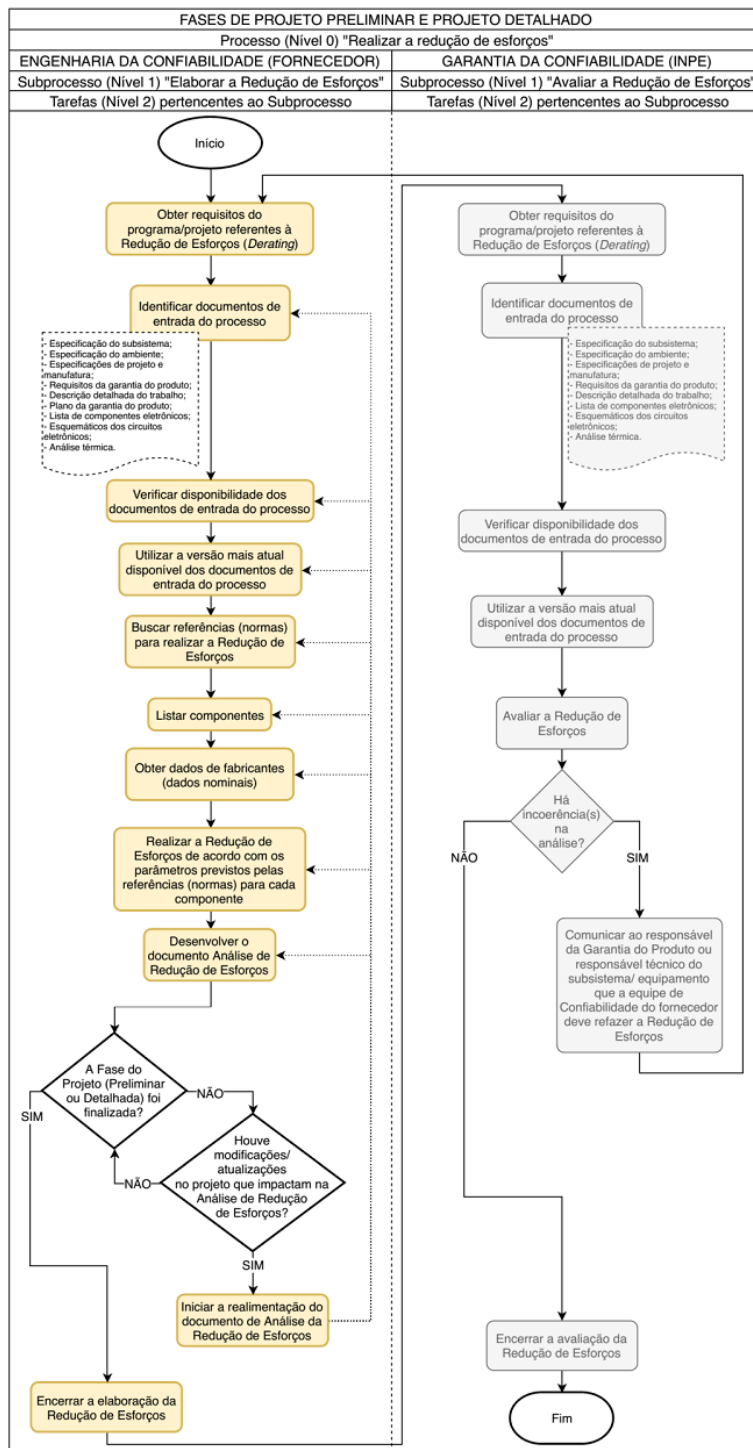 FASES DE PROJETO PRELIMINAR E PROJETO DETALHADO
Processo (Nível 0) "Realizar a redução de esforços"
ENGENHARIA DA CONFIABILIDADE (FORNECEDOR)
Subprocesso (Nível 1) "Elaborar a Redução de Esforços"
Tarefas (Nível 2) pertencentes ao Subprocesso
Início
Obter requisitos do
programa/projeto referentes à
Redução de Esforços (Derating)
Identificar documentos de
entrada do processo
- Especificação do subsistema;
- Especificação do ambiente;
- Especificações de projeto e
manufatura;
- Requisitos da garantia do produto;
- Descrição detalhada do trabalho;
- Plano da garantia do produto;
- Lista de componentes eletrônicos;
- Esquemáticos dos circuitos
eletrônicos;
- Análise térmica.
Verificar disponibilidade dos
documentos de entrada do processo
Utilizar a versão mais atual
disponível dos documentos de
entrada do processo
Buscar referências (normas)
para realizar a Redução de
Esforços
Listar componentes
Obter dados de fabricantes
(dados nominais)
Realizar a Redução de
Esforços de acordo com os
parâmetros previstos pelas
referências (normas) para cada
componente
Desenvolver o
documento Análise de
Redução de Esforços
A Fase do
Projeto (Preliminar
ou Detalhada) foi
finalizada?
SIM
NÃO
Houve
modificações/
atualizações
no projeto que impactam na
Análise de Redução
de Esforços?
NÃO
SIM
Iniciar a realimentação do
documento de Análise da
Redução de Esforços
Encerrar a elaboração da
Redução de Esforços
GARANTIA DA CONFIABILIDADE (INPE)
Subprocesso (Nível 1) "Avaliar a Redução de Esforços"
Tarefas (Nível 2) pertencentes ao Subprocesso
Obter requisitos do
programa/projeto referentes à
Redução de Esforços (Derating)
Identificar documentos de
entrada do processo
- Especificação do subsistema;
- Especificação do ambiente;
- Especificações de projeto e
manufatura;
- Requisitos da garantia do produto;
- Descrição detalhada do trabalho;
- Plano da garantia do produto;
- Lista de componentes eletrônicos;
- Esquemáticos dos circuitos
eletrônicos;
- Análise térmica.
Verificar disponibilidade dos
documentos de entrada do processo
Utilizar a versão mais atual
disponível dos documentos de
entrada do processo
Avaliar a Redução de
Esforços
Há
incoerência(s)
na
análise?
NÃO
SIM
Comunicar ao responsável
da Garantia do Produto ou
responsável técnico do
subsistema/ equipamento
que a equipe de
Confiabilidade do fornecedor
deve refazer a Redução de
Esforços
Encerrar a avaliação da
Redução de Esforços
Fim